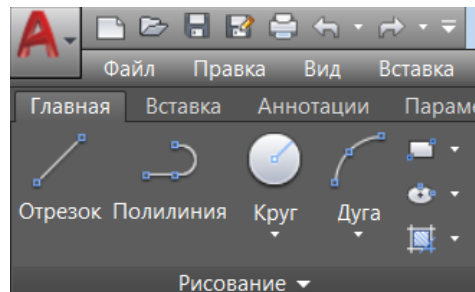 Файл Правка Вид Вставка
Главная Вставка Аннотации
Отрезок Полилиния Круг Дуга
Рисование